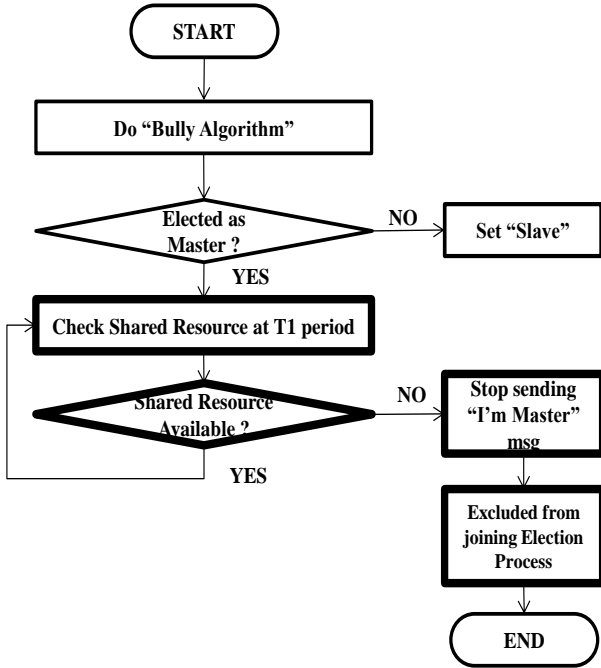 START
Do “Bully Algorithm”
Elected as
Master ?
NO
Set “Slave”
YES
Check Shared Resource at T1 period
Shared Resource
Available ?
NO
Stop sending
“I’m Master”
msg
YES
Excluded from
joining Election
Process
END